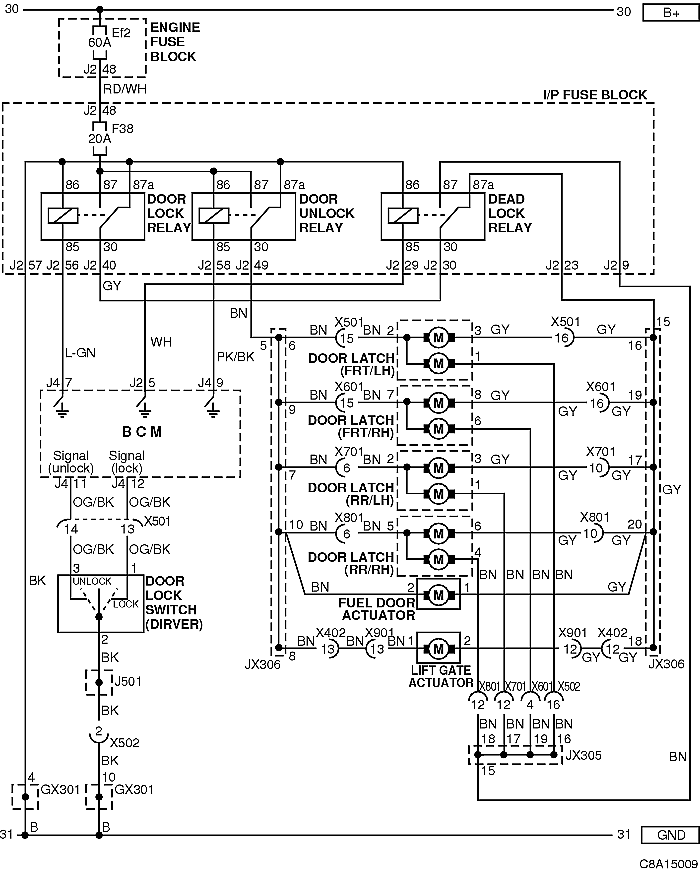 30
30
B+
Ef2
60A
ENGINE
FUSE
BLOCK
J2 48
RD/WH
J2 48
I/P FUSE BLOCK
F38
20A
86 87 87a
DOOR
LOCK
RELAY
85 30
86 87 87a
DOOR
UNLOCK
RELAY
85 30
86 87 87a
DEAD
LOCK
RELAY
85 30
J2 57 J2 56 J2 40 J2 58 J2 49 J2 29 J2 30 J2 23 J2 9
GY
BN
L-GN
WH
PK/BK
J4 7 J2 5 J4 9
B C M
Signal
(unlock)
Signal
(lock)
J4 11 J4 12
OG/BK OG/BK
14 13 X501
OG/BK OG/BK
3 1
UNLOCK
LOCK
DOOR
LOCK
SWITCH
(DIRVER)
2
BK
BK
J501
BK
2
X502
BK
4 GX301
10 GX301
B B
31
31
GND
5 6 BN X501 15 BN 2 M 3 GY X501 16 GY 16 15
DOOR LATCH
(FRT/LH)
M 1
9 BN X601 15 BN 7 M 8 GY X601 16 GY 19
DOOR LATCH
(FRT/RH)
M 6
7 BN X701 6 BN 2 M 3 GY X701 10 GY 17
DOOR LATCH
(RR/LH)
M 1
GY
10 BN X801 6 BN 5 M 6 GY X801 10 20
DOOR LATCH
(RR/RH)
M 4
BN BN BN BN
BN 2 M 1 GY
FUEL DOOR
ACTUATOR
JX306 8 BN X402 13 BN X901 13 BN 1 M 2 X901 12 GY X402 12 GY 18 JX306
LIFT GATE
ACTUATOR
X801 X701 X601 X502
12 12 4 16
BN BN BN BN
18 17 19 16
JX305
15
BN
C8A15009